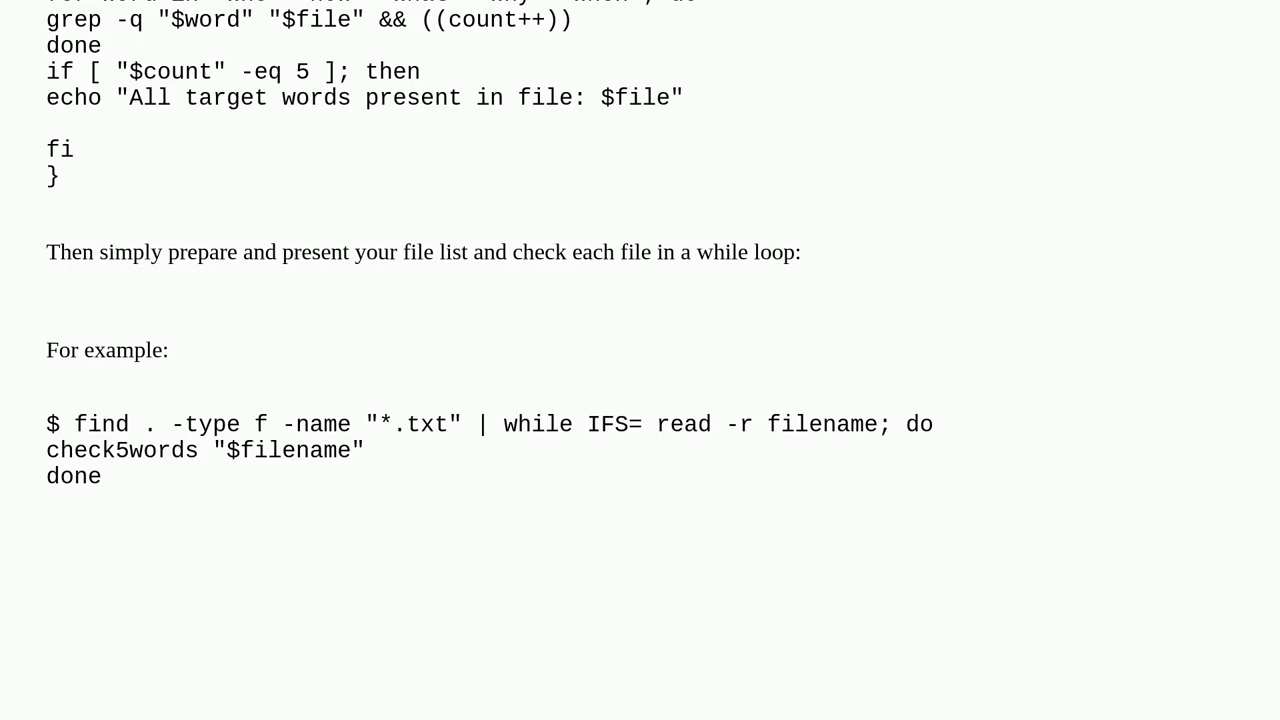 grep -q "$word" "$file" && ((count++))
done
if [ "$count" -eq 5 ]; then
echo "All target words present in file: $file"
fi
}
Then simply prepare and present your file list and check each file in a while loop:
For example:
$ find . -type f -name "*.txt" | while IFS= read -r filename; do
check5words "$filename"
done